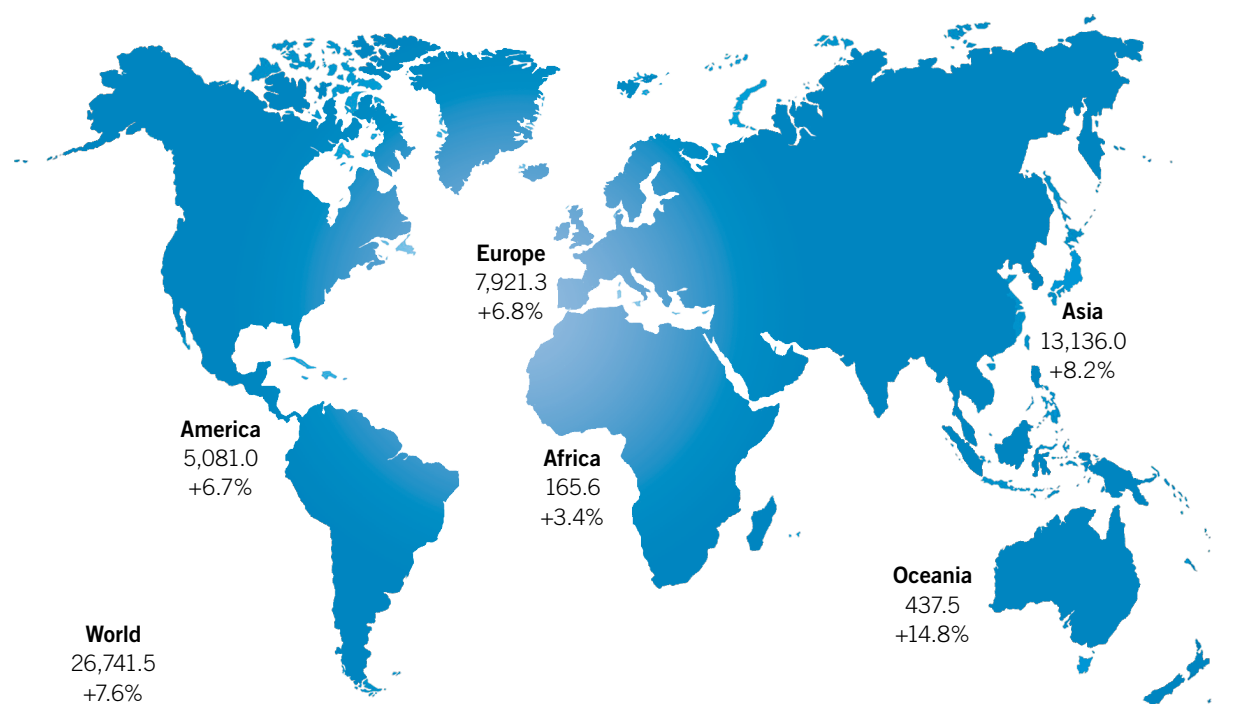 Europe
7,921.3
+6.8%
Asia
13,136.0
+8.2%
America
5,081.0
+6.7%
Africa
165.6
+3.4%
Oceania
437.5
+14.8%
World
26,741.5
+7.6%